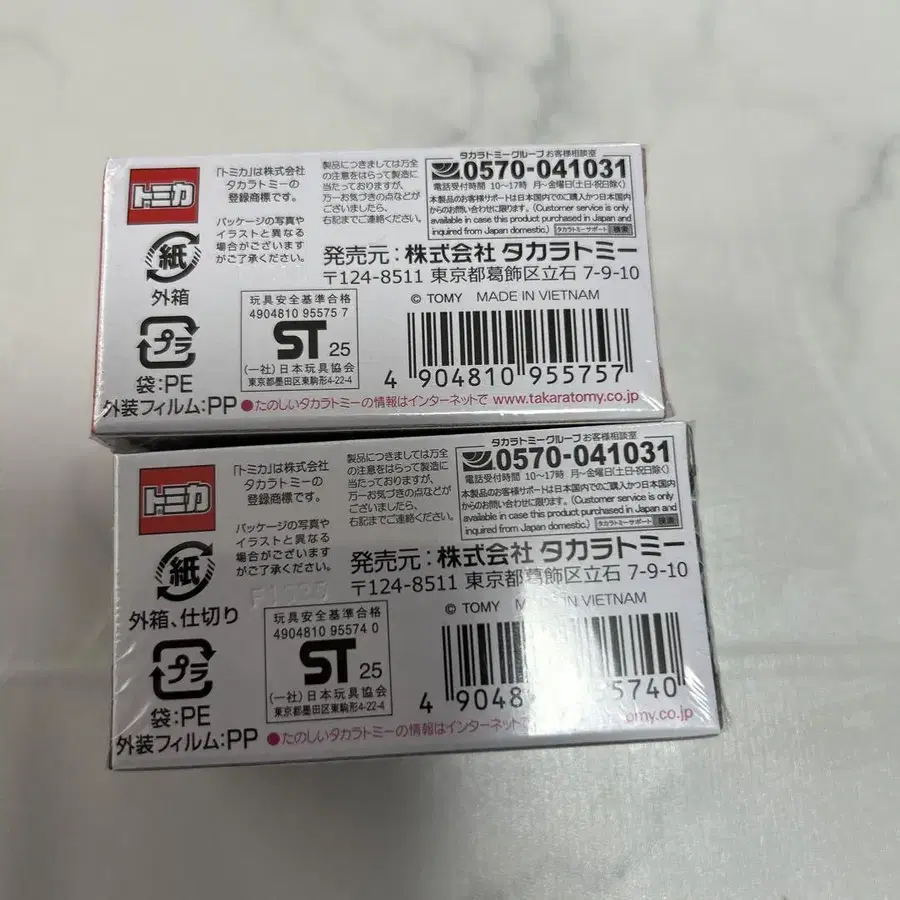 トミカ
「トミカ」は株式会社
タカラトミーの
登録商標です。
パッケージの写真や
イラストと異なる
場合がございます
がご了承ください。
製品につきましては万全
の注意をはらって製造に
当たっておりますが、
万一お気づきの点などが
ございましたら、
右記までご連絡ください。
タカラトミーグループお客様相談室
0570-041031
電話受付時間 10〜17時 月〜金曜日(土日・祝日除く)
本製品のお客様サポートは日本国内でのご購入かつ日本国内
からのお問い合わせに限ります。(Customer service is only
available in case this product purchased in Japan and
inquired from Japan domestic.) タカラトミーサポート 検索
発売元:株式会社 タカラトミー
〒124-8511 東京都葛飾区立石 7-9-10
© TOMY MADE IN VIETNAM
紙
外箱
プラ
袋:PE
外装フィルム:PP
玩具安全基準合格
4904810 95575 7
ST 25
(一社)日本玩具協会
東京都墨田区東駒形4-22-4
4 904810 955757
●たのしいタカラトミーの情報はインターネットで www.takaratomy.co.jp
トミカ
「トミカ」は株式会社
タカラトミーの
登録商標です。
パッケージの写真や
イラストと異なる
場合がございます
がご了承ください。
製品につきましては万全
の注意をはらって製造に
当たっておりますが、
万一お気づきの点などが
ございましたら、
右記までご連絡ください。
タカラトミーグループお客様相談室
0570-041031
電話受付時間 10〜17時 月〜金曜日(土日・祝日除く)
本製品のお客様サポートは日本国内でのご購入かつ日本国内
からのお問い合わせに限ります。(Customer service is only
available in case this product purchased in Japan and
inquired from Japan domestic.) タカラトミーサポート 検索
発売元:株式会社 タカラトミー
〒124-8511 東京都葛飾区立石 7-9-10
© TOMY MADE IN VIETNAM
紙
外箱、仕切り
プラ
袋:PE
外装フィルム:PP
玩具安全基準合格
4904810 95574 0
ST 25
(一社)日本玩具協会
東京都墨田区東駒形4-22-4
4 9048 5740
●たのしいタカラトミーの情報はインターネットで omy.co.jp